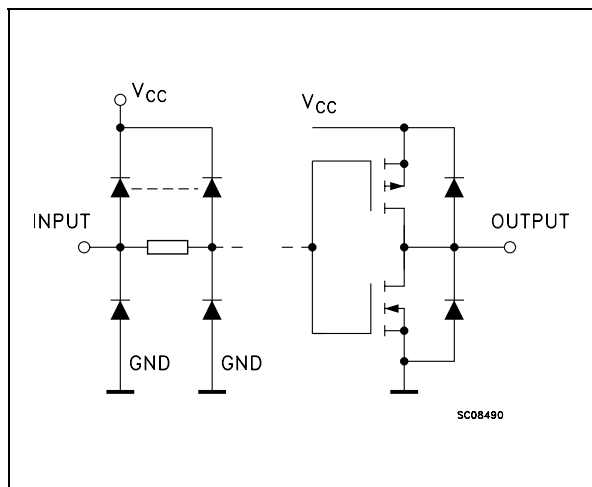 VCC
VCC
INPUT
OUTPUT
GND
GND
SC08490